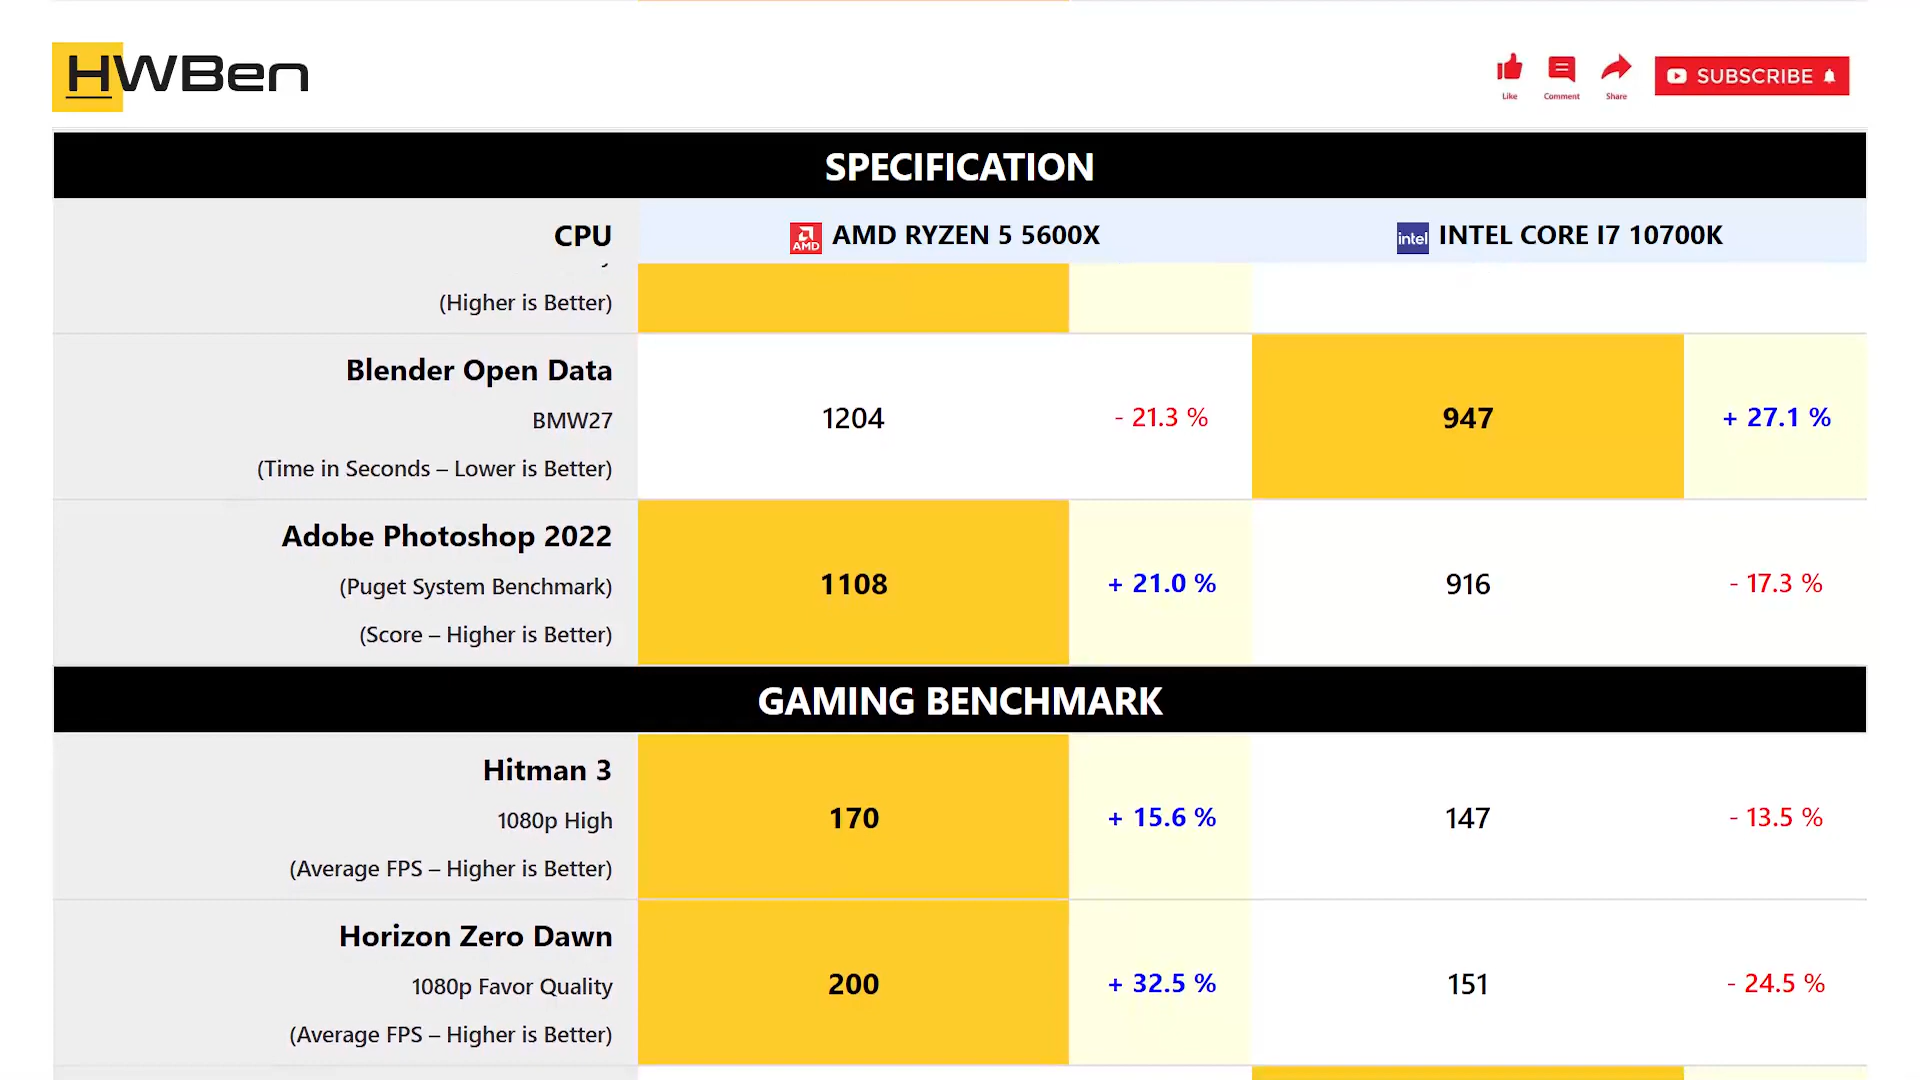 HWBen
Like
Comment
Share
SUBSCRIBE
SPECIFICATION
CPU
AMD
AMD RYZEN 5 5600X
intel
INTEL CORE I7 10700K
(Higher is Better)
Blender Open Data
BMW27
(Time in Seconds – Lower is Better)
1204
- 21.3 %
947
+ 27.1 %
Adobe Photoshop 2022
(Puget System Benchmark)
(Score – Higher is Better)
1108
+ 21.0 %
916
- 17.3 %
GAMING BENCHMARK
Hitman 3
1080p High
(Average FPS – Higher is Better)
170
+ 15.6 %
147
- 13.5 %
Horizon Zero Dawn
1080p Favor Quality
(Average FPS – Higher is Better)
200
+ 32.5 %
151
- 24.5 %